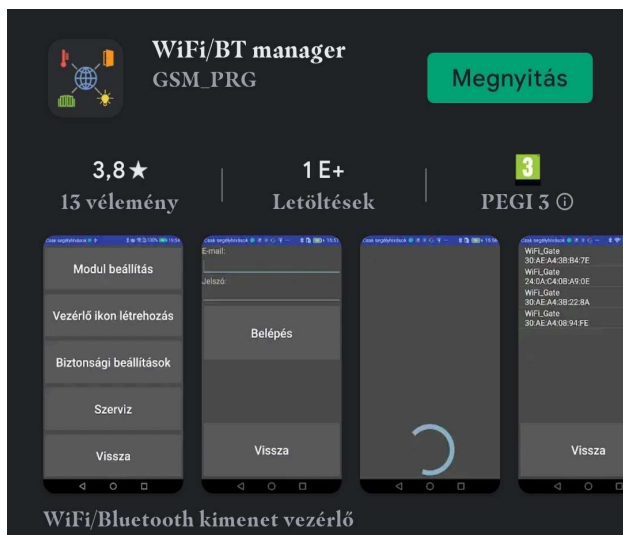 WiFi/BT manager
GSM_PRG
Megnyitás
3,8★
13 vélemény
1 E+
Letöltések
3
PEGI 3
Modul beállítás
Vezérlő ikon létrehozás
Biztonsági beállítások
Szerviz
Vissza
E-mail:
Jelszó:
Belépés
Vissza
WiFi_Gate
30:AE:A4:38:84:7E
WiFi_Gate
24:0A:C4:0B:A9:0E
WiFi_Gate
30:AE:A4:3B:22:8A
WiFi_Gate
30:AE:A4:08:94:FE
Vissza
WiFi/Bluetooth kimenet vezérlő